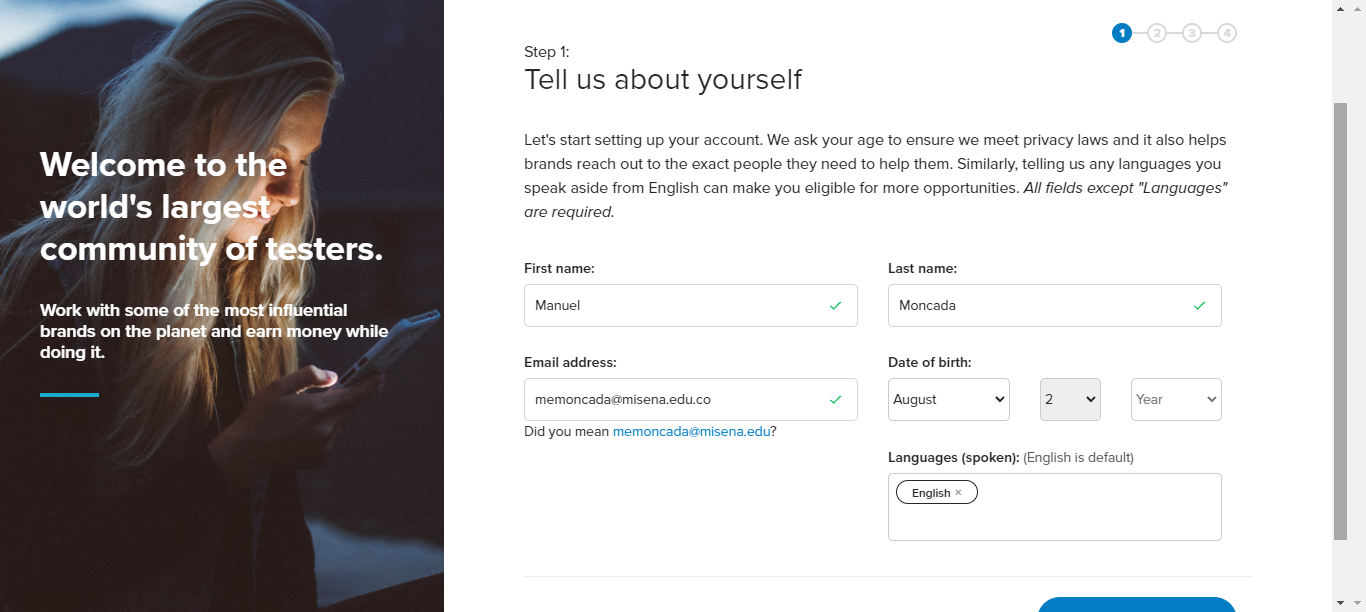 Welcome to the
world's largest
community of testers.
Work with some of the most influential
brands on the planet and earn money while
doing it.
1 2 3 4
Step 1:
Tell us about yourself
Let's start setting up your account. We ask your age to ensure we meet privacy laws and it also helps
brands reach out to the exact people they need to help them. Similarly, telling us any languages you
speak aside from English can make you eligible for more opportunities. All fields except "Languages"
are required.
First name:
Last name:
Manuel
Moncada
Email address:
Date of birth:
memoncada@misena.edu.co
August
2
Year
Did you mean memoncada@misena.edu?
Languages (spoken): (English is default)
English ×